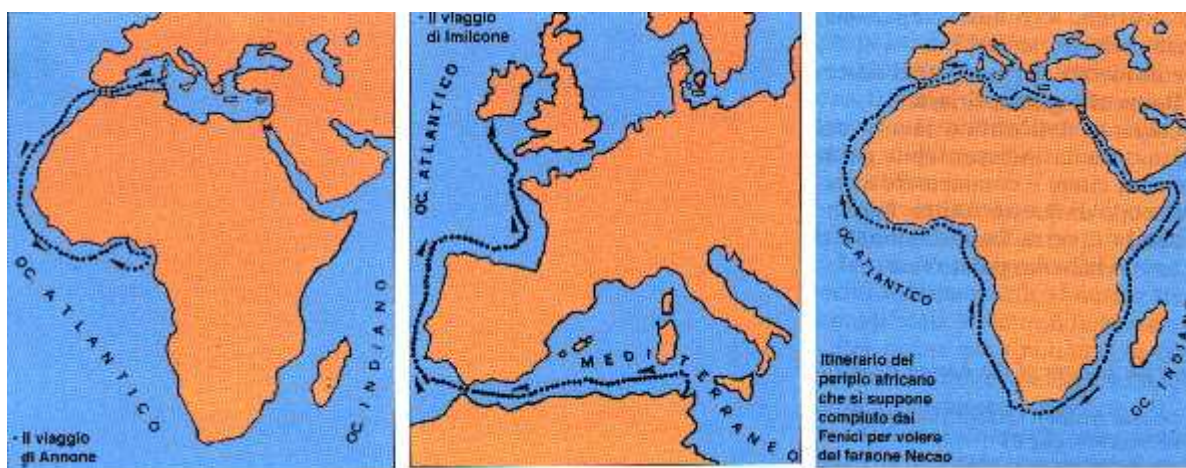 OC. ATLANTICO
OC. INDIANO
- Il viaggio
di Annone
- Il viaggio
di Imilcone
OC. ATLANTICO
MEDITERRANEO
OC. ATLANTICO
OC. INDIANO
Itinerario del
periplo africano
che si suppone
compiuto dai
Fenici per volere
del faraone Necao